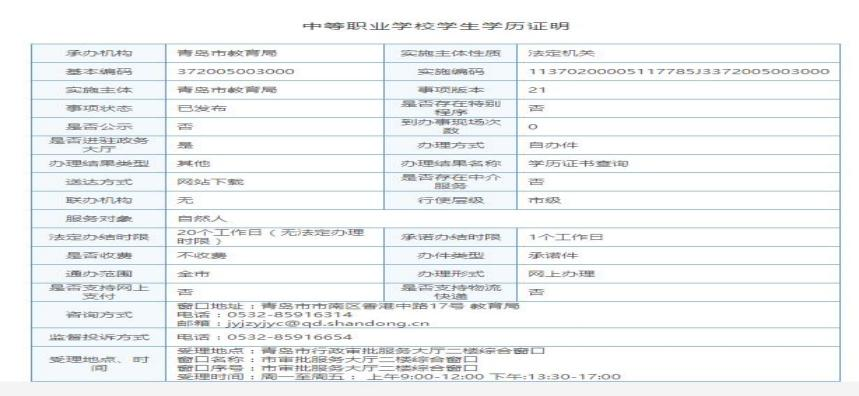 中等职业学校学生学历证明
承办机构 青岛市教育局 实施主体性质 法定机关
基本编码 372005003000 实施编码 11370200005117785J3372005003000
实施主体 青岛市教育局 事项版本 21
事项状态 已发布 是否存在特别
程序 否
是否公示 否 到办事现场次
数 0
是否进驻政务
大厅 是 办理方式 自办件
办理结果类型 其他 办理结果名称 学历证书查询
送达方式 网站下载 是否存在中介
服务 否
联办机构 无 行使层级 市级
服务对象 自然人
法定办结时限 20个工作日（无法定办理
时限） 承诺办结时限 1个工作日
是否收费 不收费 办件类型 承诺件
通办范围 全市 办理形式 网上办理
是否支持网上
支付 否 是否支持物流
快递 否
咨询方式 窗口地址：青岛市市南区香港中路17号 教育局
电话：0532-85916314
邮箱：jyjzyjyc@qd.shandong.cn
监督投诉方式 电话：0532-85916654
受理地点、时
间 受理地点：青岛市行政审批服务大厅二楼综合窗口
窗口名称：市审批服务大厅二楼综合窗口
窗口序号：市审批服务大厅二楼综合窗口
受理时间：周一至周五： 上午9:00-12:00 下午:13:30-17:00